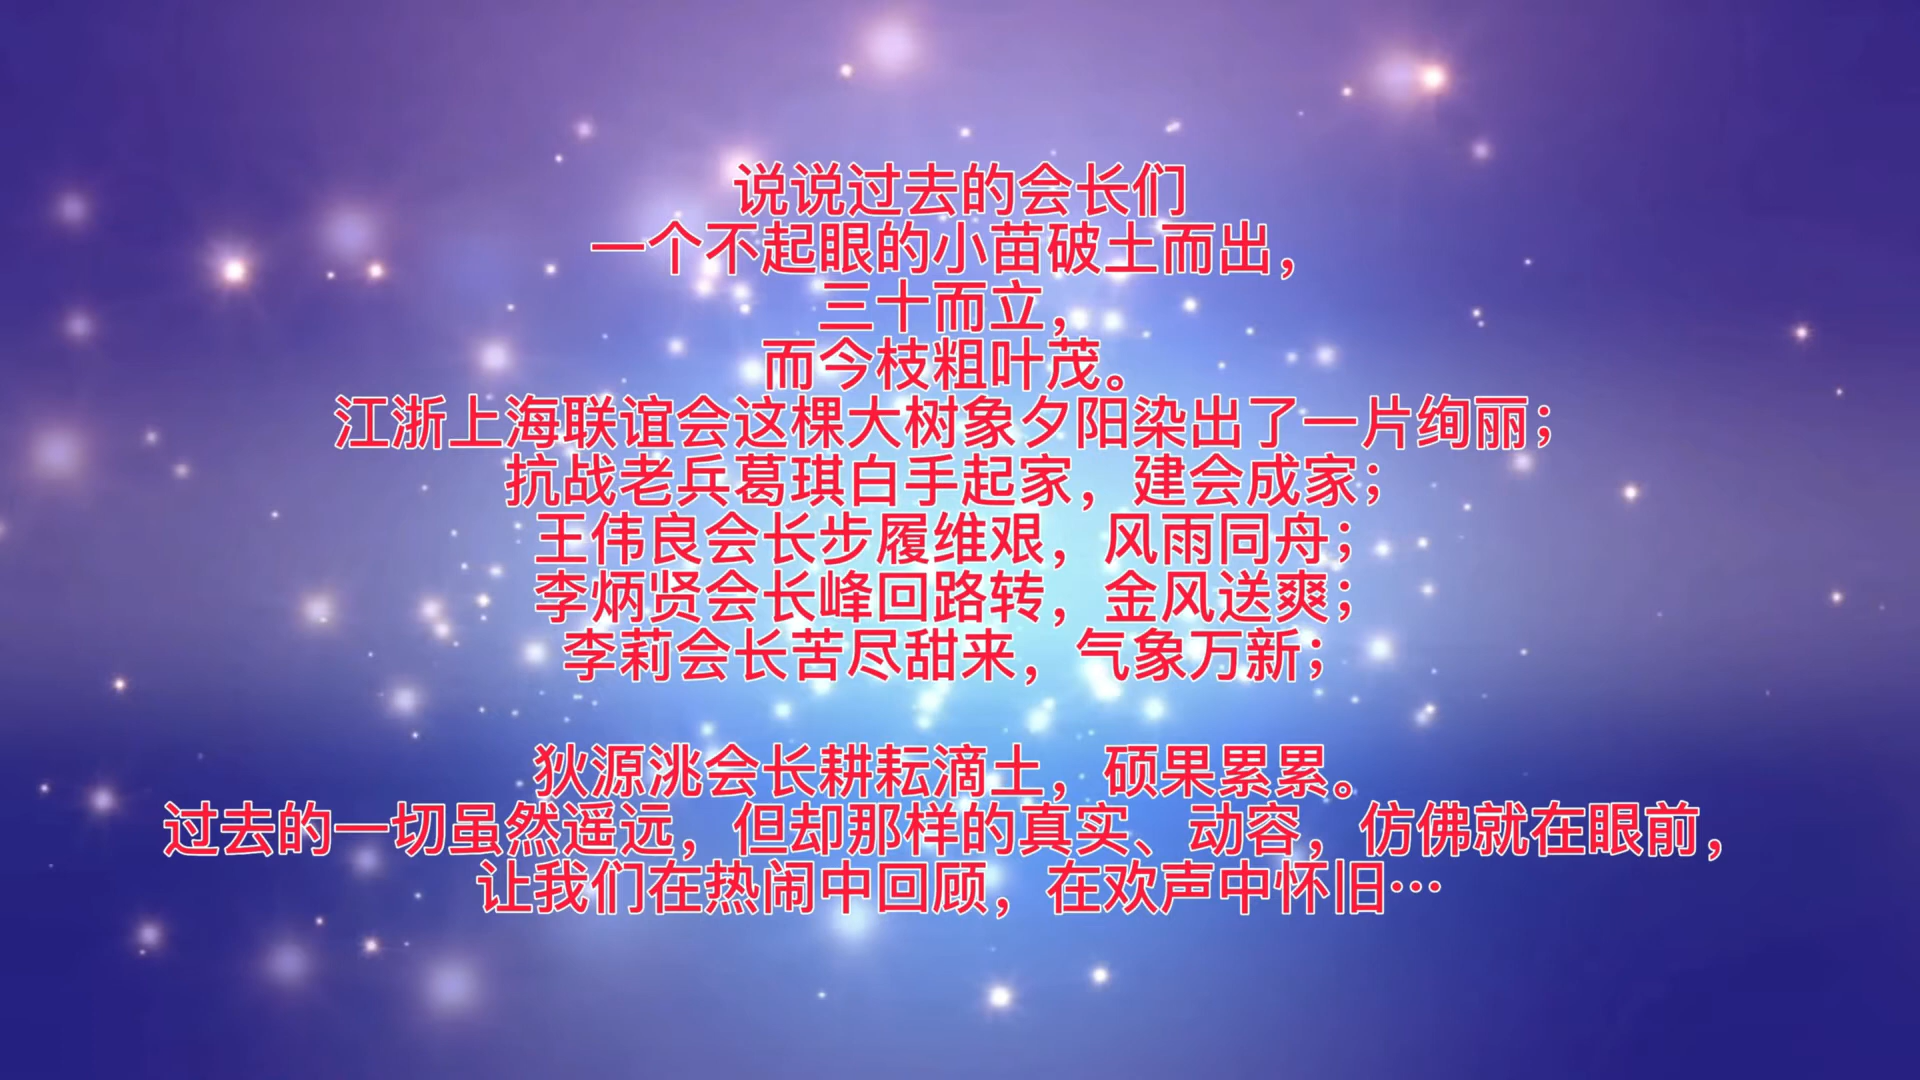 说说过去的会长们
一个不起眼的小苗破土而出，
三十而立，
而今枝粗叶茂。
江浙上海联谊会这棵大树象夕阳染出了一片绚丽；
抗战老兵葛琪白手起家，建会成家；
王伟良会长步履维艰，风雨同舟；
李炳贤会长峰回路转，金风送爽；
李莉会长苦尽甜来，气象万新；
狄源洮会长耕耘滴土，硕果累累。
过去的一切虽然遥远，但却那样的真实、动容，仿佛就在眼前，
让我们在热闹中回顾，在欢声中怀旧…